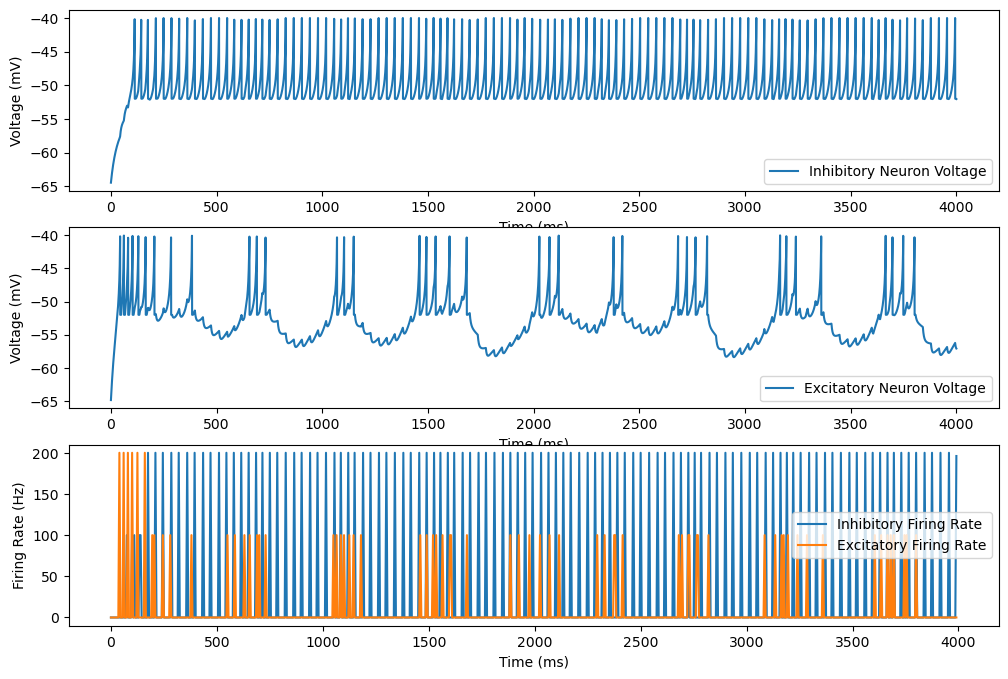 −40
−45
−50
−55
−60
−65
Voltage (mV)
Inhibitory Neuron Voltage
0 500 1000 1500 2000 2500 3000 3500 4000
Time (ms)
−40
−45
−50
−55
−60
−65
Voltage (mV)
Excitatory Neuron Voltage
0 500 1000 1500 2000 2500 3000 3500 4000
Time (ms)
200
150
100
50
0
Firing Rate (Hz)
Inhibitory Firing Rate
Excitatory Firing Rate
0 500 1000 1500 2000 2500 3000 3500 4000
Time (ms)